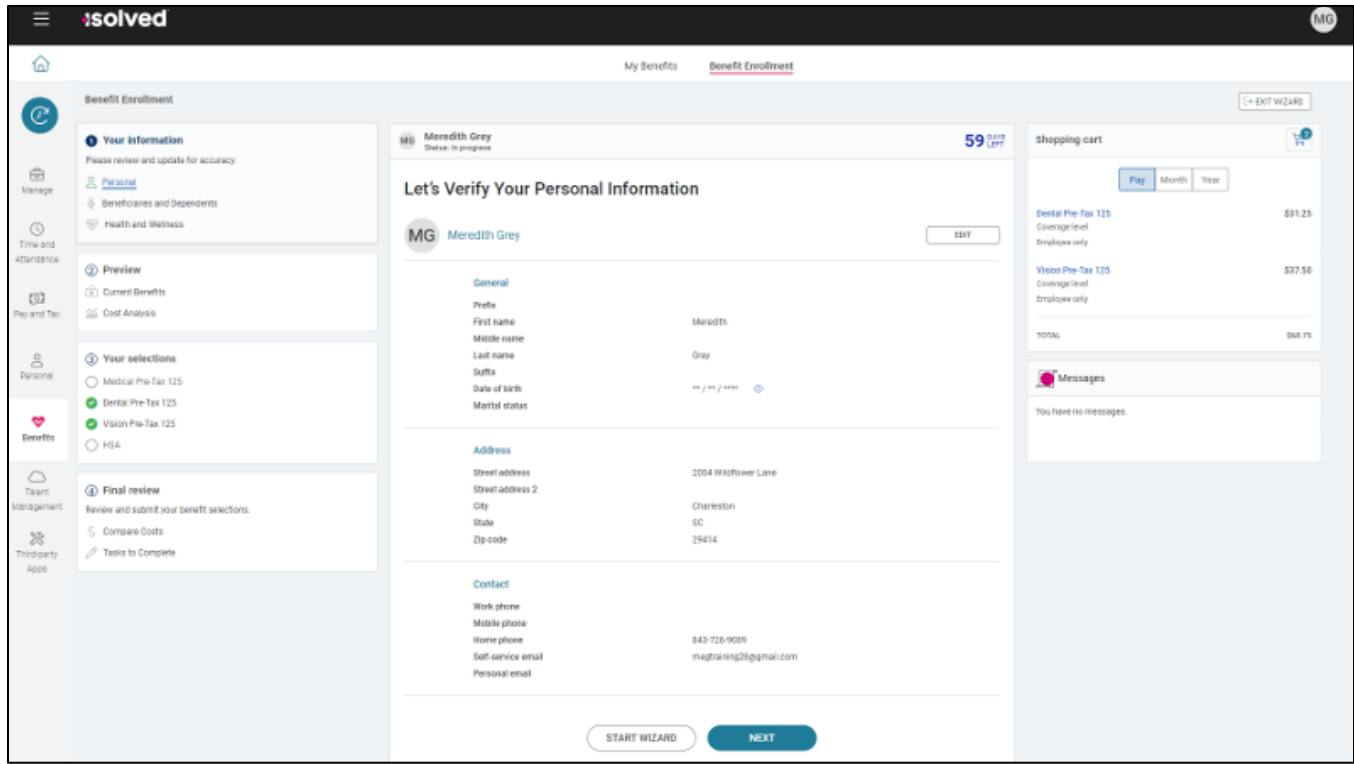 isolved
MG
My Benefits
Benefit Enrollment
Benefit Enrollment
EXIT WIZARD
Manage
Time and
Attendance
Pay and Tax
Personal
Benefits
Talent
Management
Third-party
Apps
1 Your information
Please review and update for accuracy.
Personal
Beneficiaries and Dependents
Health and Wellness
2 Preview
Current Benefits
Cost Analysis
3 Your selections
Medical Pre-Tax 125
Dental Pre-Tax 125
Vision Pre-Tax 125
HSA
4 Final review
Review and submit your benefit selections.
Compare Costs
Tasks to Complete
MG Meredith Grey
Status: In progress
59 DAYS LEFT
Let's Verify Your Personal Information
MG Meredith Grey
EDIT
General
Prefix
First name Meredith
Middle name
Last name Grey
Suffix
Date of birth ** / ** / ****
Marital status
Address
Street address 2004 Wildflower Lane
Street address 2
City Charleston
State SC
Zip code 29414
Contact
Work phone
Mobile phone
Home phone 843-726-9089
Self-service email
Personal email
START WIZARD
NEXT
Shopping cart
2
Pay Month Year
Dental Pre-Tax 125 $31.25
Coverage level
Employee only
Vision Pre-Tax 125 $37.50
Coverage level
Employee only
TOTAL $68.75
Messages
You have no messages.